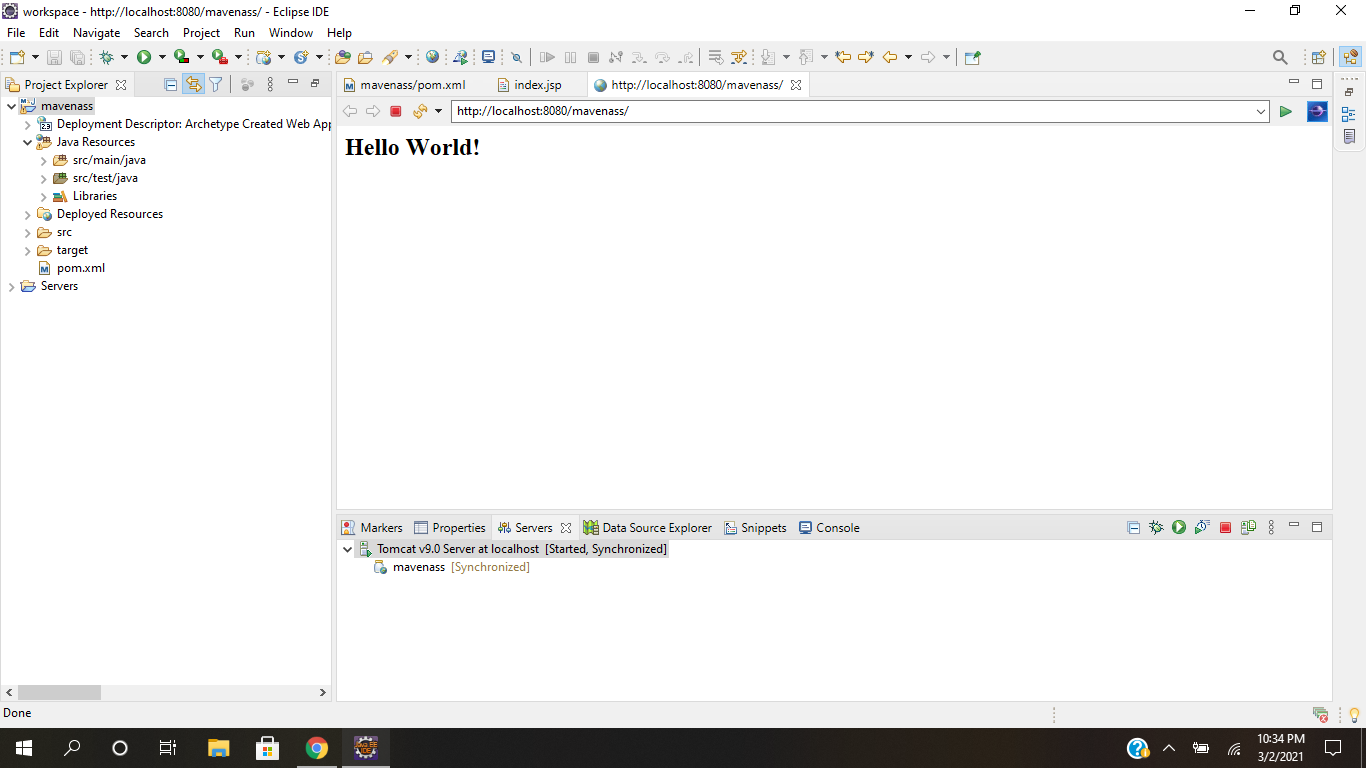 workspace - http://localhost:8080/mavenass/ - Eclipse IDE
File Edit Navigate Search Project Run Window Help
Project Explorer
mavenass/pom.xml index.jsp http://localhost:8080/mavenass/
mavenass
http://localhost:8080/mavenass/
Deployment Descriptor: Archetype Created Web App
Java Resources
Hello World!
src/main/java
src/test/java
Libraries
Deployed Resources
src
target
pom.xml
Servers
Markers Properties Servers Data Source Explorer Snippets Console
Tomcat v9.0 Server at localhost [Started, Synchronized]
mavenass [Synchronized]
Done
10:34 PM
3/2/2021